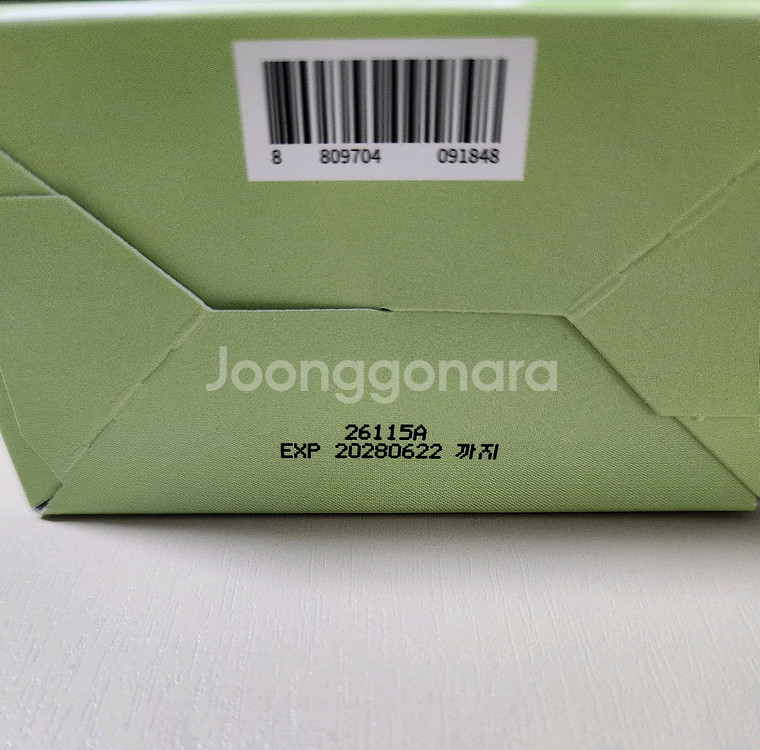 8 809704 091848
Joonggonara
26115A
EXP 20280622 까지